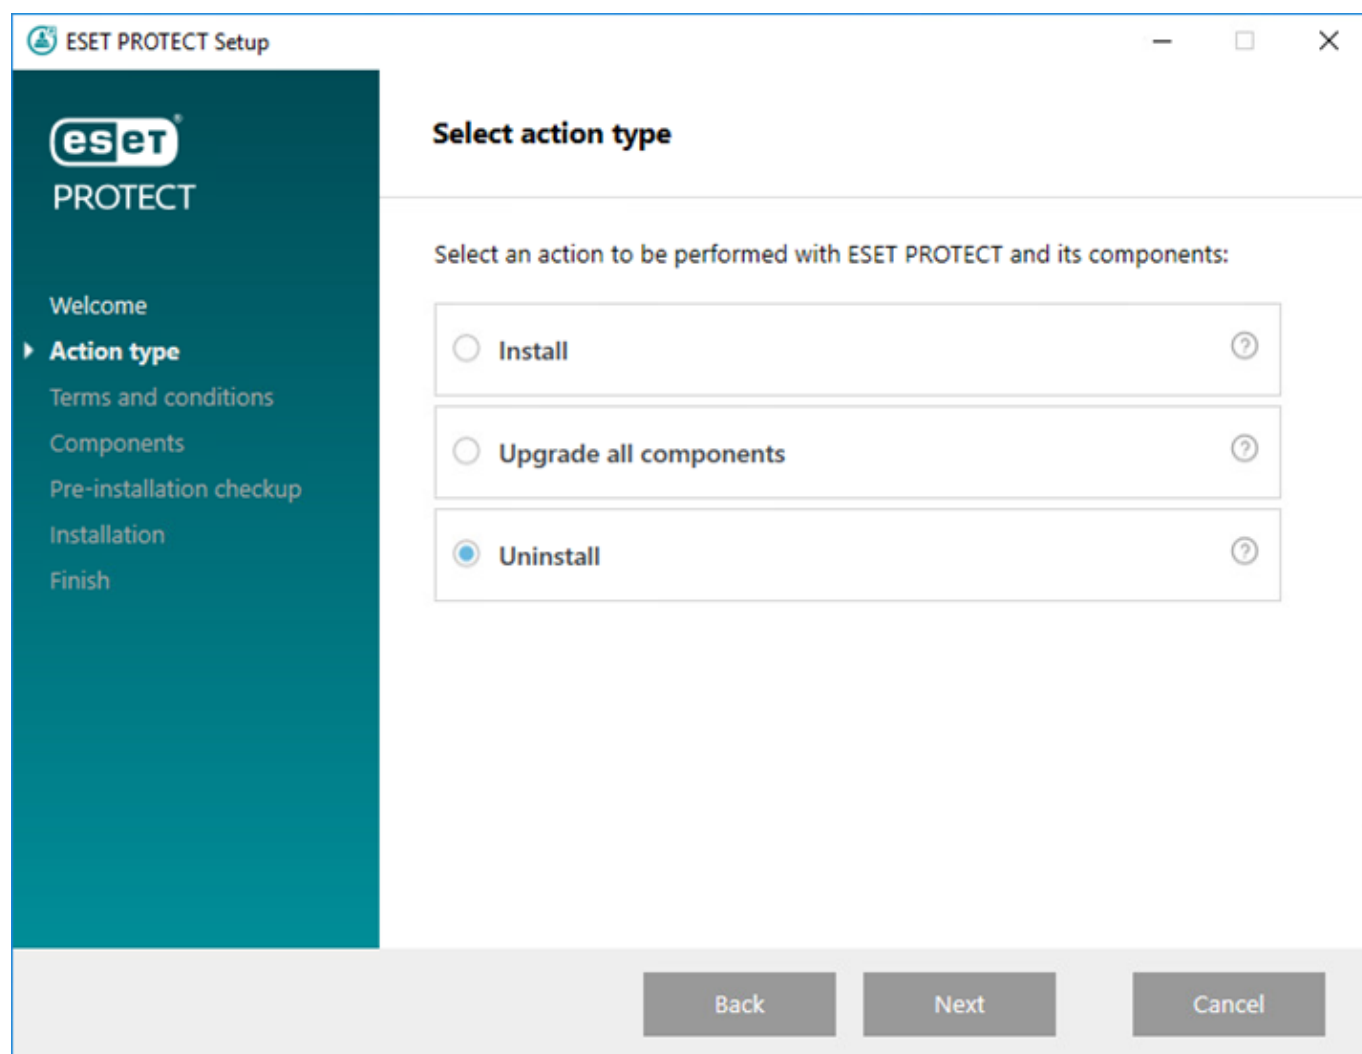 ESET PROTECT Setup
eseT®
PROTECT
Welcome
Action type
Terms and conditions
Components
Pre-installation checkup
Installation
Finish
Select action type
Select an action to be performed with ESET PROTECT and its components:
Install ?
Upgrade all components ?
Uninstall ?
Back Next Cancel